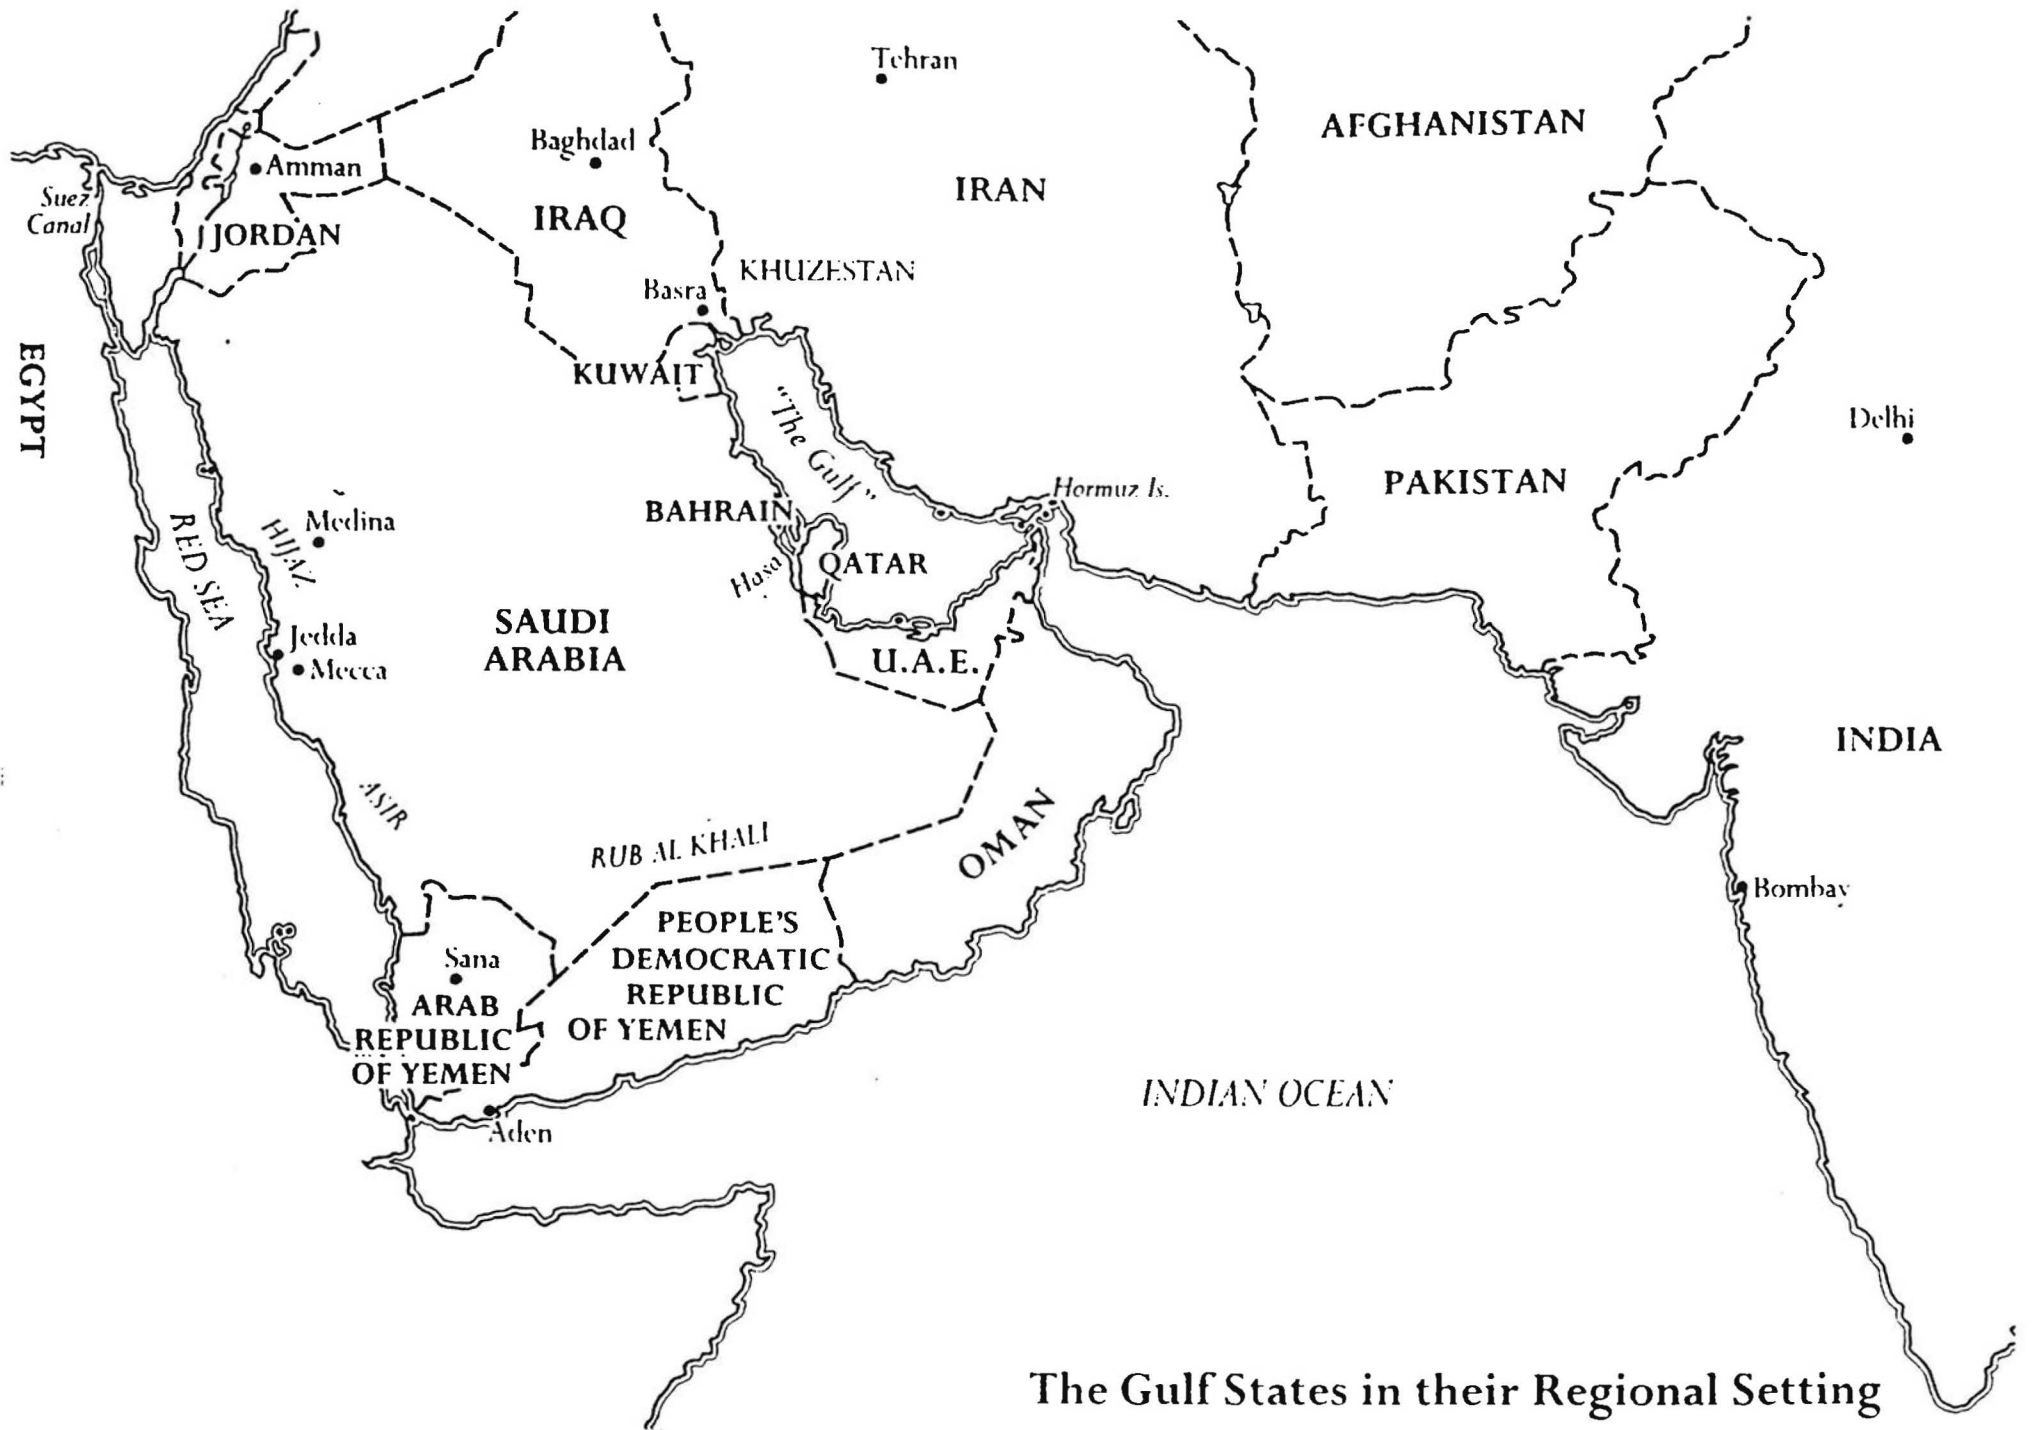 Tehran
AFGHANISTAN
Baghdad
Amman
Suez
Canal
IRAN
IRAQ
JORDAN
KHUZESTAN
Basra
EGYPT
KUWAIT
"The Gulf"
Delhi
PAKISTAN
Hormuz Is.
BAHRAIN
Medina
HIJAZ
RED SEA
QATAR
Hasa
SAUDI
ARABIA
Jedda
Mecca
U.A.E.
INDIA
ASIR
OMAN
RUB AL KHALI
Bombay
PEOPLE'S
DEMOCRATIC
REPUBLIC
OF YEMEN
Sana
ARAB
REPUBLIC
OF YEMEN
INDIAN OCEAN
Aden
The Gulf States in their Regional Setting